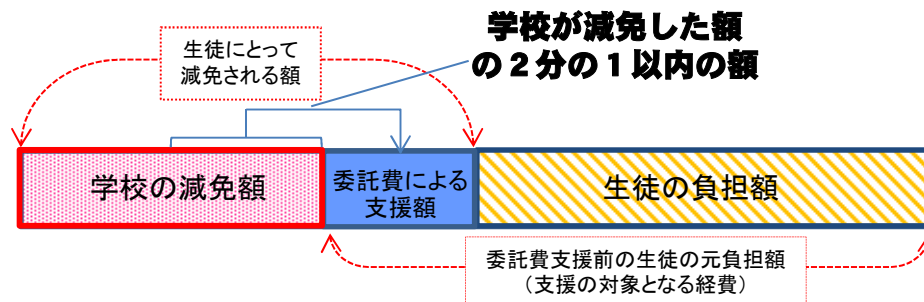 学校が減免した額
の2分の1以内の額
生徒にとって
減免される額
学校の減免額
委託費による
支援額
生徒の負担額
委託費支援前の生徒の元負担額
（支援の対象となる経費）